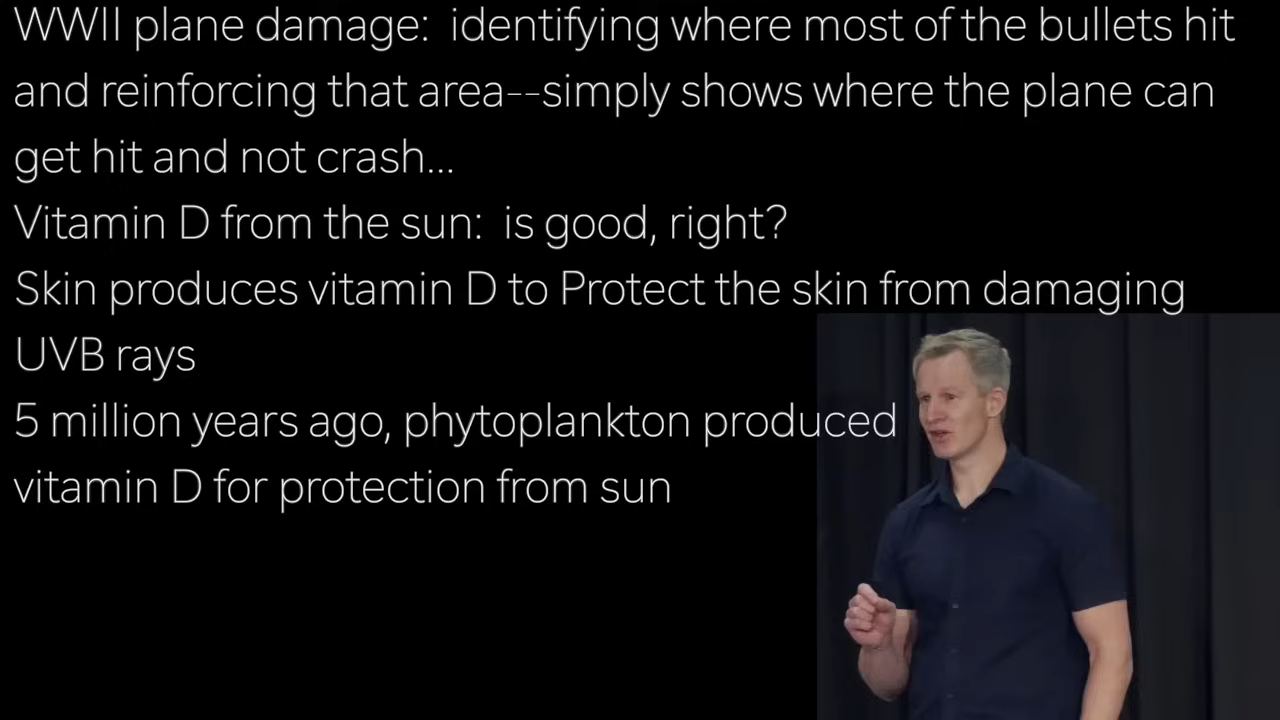 WWII plane damage:  identifying where most of the bullets hit
and reinforcing that area--simply shows where the plane can
get hit and not crash...
Vitamin D from the sun:  is good, right?
Skin produces vitamin D to Protect the skin from damaging
UVB rays
5 million years ago, phytoplankton produced
vitamin D for protection from sun